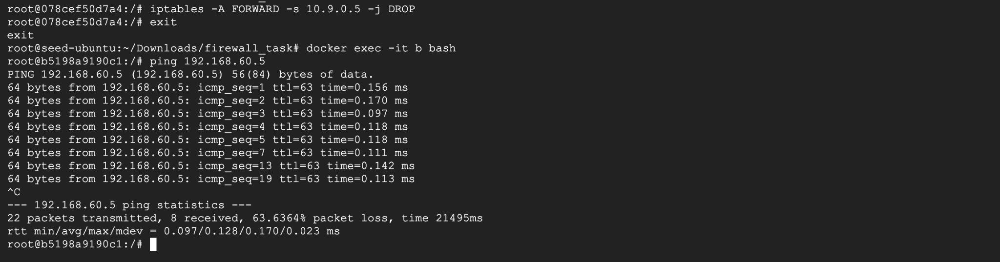 root@078cef50d7a4:/# iptables -A FORWARD -s 10.9.0.5 -j DROP
root@078cef50d7a4:/# exit
exit
root@seed-ubuntu:~/Downloads/firewall_task# docker exec -it b bash
root@b5198a9190c1:/# ping 192.168.60.5
PING 192.168.60.5 (192.168.60.5) 56(84) bytes of data.
64 bytes from 192.168.60.5: icmp_seq=1 ttl=63 time=0.156 ms
64 bytes from 192.168.60.5: icmp_seq=2 ttl=63 time=0.170 ms
64 bytes from 192.168.60.5: icmp_seq=3 ttl=63 time=0.097 ms
64 bytes from 192.168.60.5: icmp_seq=4 ttl=63 time=0.118 ms
64 bytes from 192.168.60.5: icmp_seq=5 ttl=63 time=0.118 ms
64 bytes from 192.168.60.5: icmp_seq=7 ttl=63 time=0.111 ms
64 bytes from 192.168.60.5: icmp_seq=13 ttl=63 time=0.142 ms
64 bytes from 192.168.60.5: icmp_seq=19 ttl=63 time=0.113 ms
^C
--- 192.168.60.5 ping statistics ---
22 packets transmitted, 8 received, 63.6364% packet loss, time 21495ms
rtt min/avg/max/mdev = 0.097/0.128/0.170/0.023 ms
root@b5198a9190c1:/#